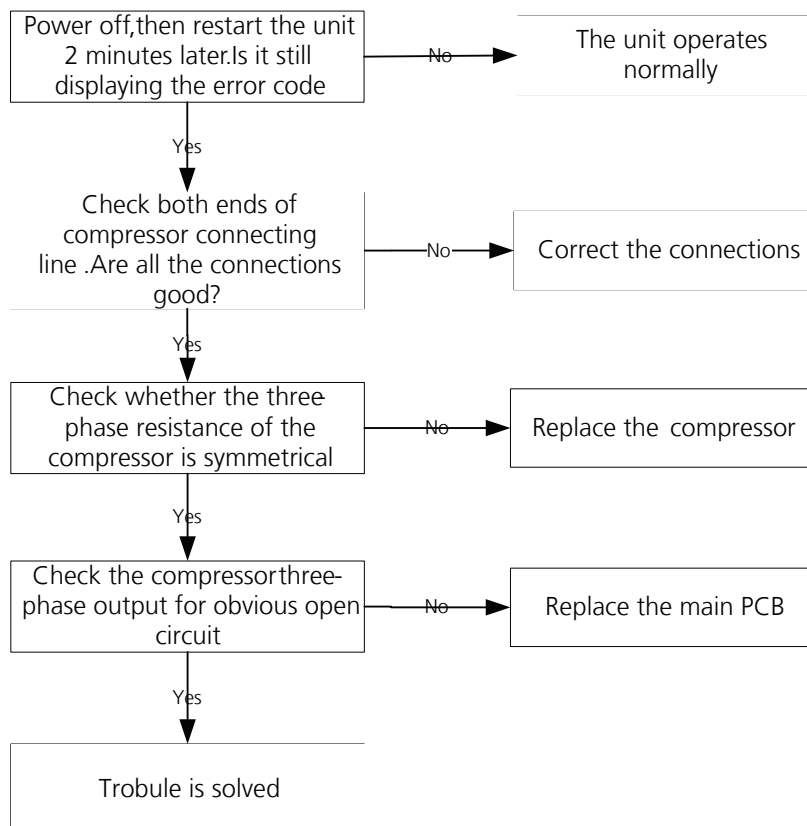 Power off,then restart the unit
2 minutes later.Is it still
displaying the error code
No
The unit operates
normally
Yes
Check both ends of
compressor connecting
line .Are all the connections
good?
No
Correct the connections
Yes
Check whether the three-
phase resistance of the
compressor is symmetrical
No
Replace the compressor
Yes
Check the compressorthree-
phase output for obvious open
circuit
No
Replace the main PCB
Yes
Trobule is solved